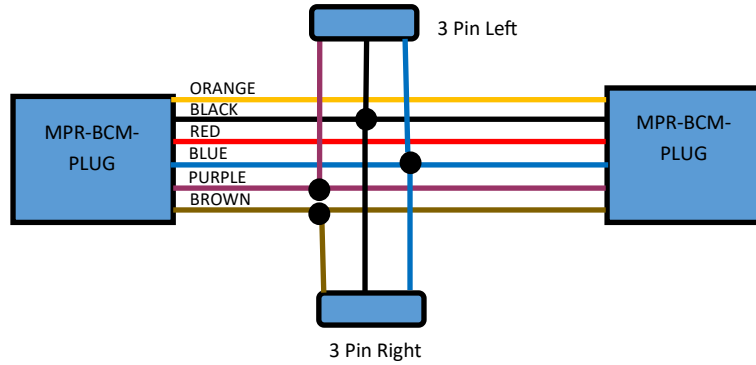 3 Pin Left
ORANGE
BLACK
RED
BLUE
PURPLE
BROWN
MPR-BCM-
PLUG
MPR-BCM-
PLUG
3 Pin Right